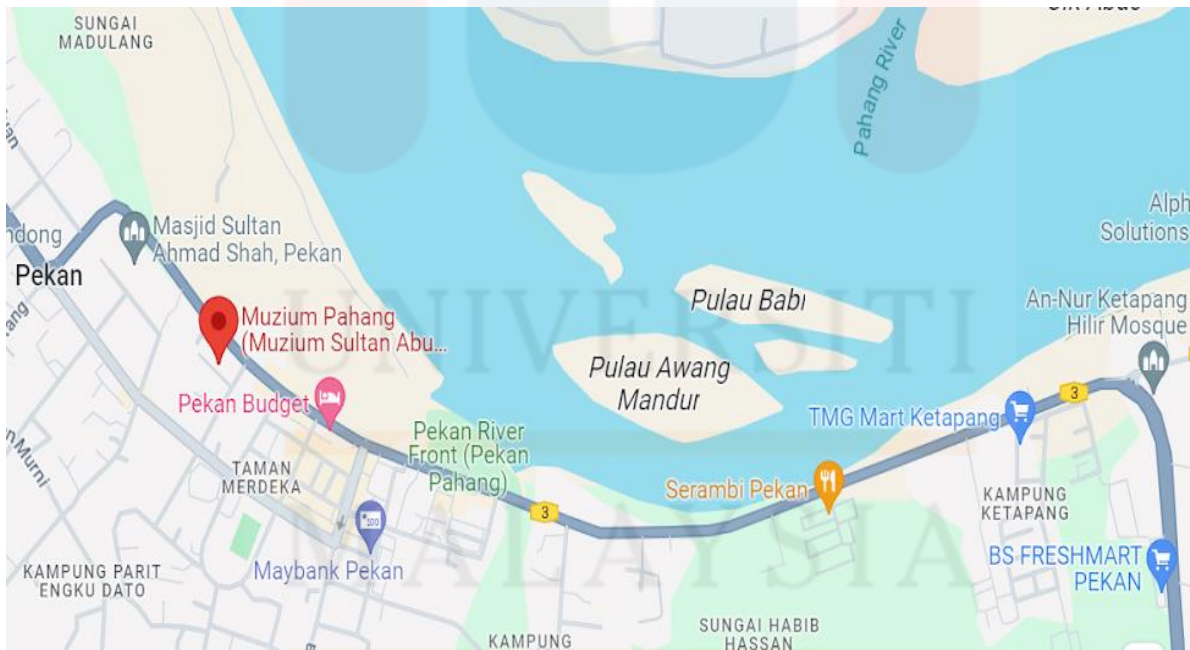 SUNGAI
MADULANG
Pahang River
Masjid Sultan
Ahmad Shah, Pekan
Pekan
Muzium Pahang
(Muzium Sultan Abu...
Pekan Budget
Pulau Babi
Pulau Awang
Mandur
Alph
Solutions
An-Nur Ketapang
Hilir Mosque
3
TMG Mart Ketapang
Pekan River
Front (Pekan
Pahang)
TAMAN
MERDEKA
Serambi Pekan
3
KAMPUNG
KETAPANG
Maybank Pekan
BS FRESHMART
PEKAN
KAMPUNG PARIT
ENGKU DATO
KAMPUNG
SUNGAI HABIB
HASSAN
Murni
UNIVERSITI
MALAYSIA